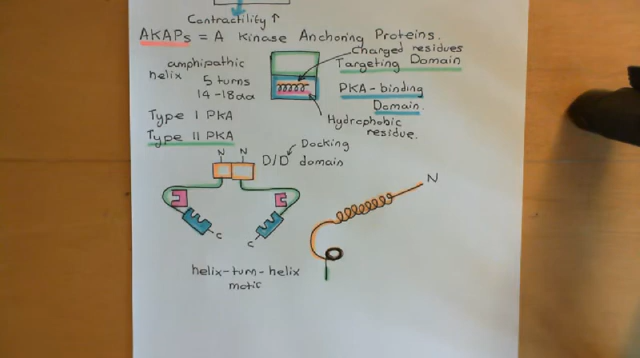 Contractility ↑
AKAPs = A Kinase Anchoring Proteins.
Charged residues
Targeting Domain
amphipathic
helix
5 turns
14-18aa
PKA-binding
Domain.
Hydrophobic
residue.
Type I PKA
Type II PKA
N N
D/D
Docking
domain
N
C
C
helix-turn-helix
motif